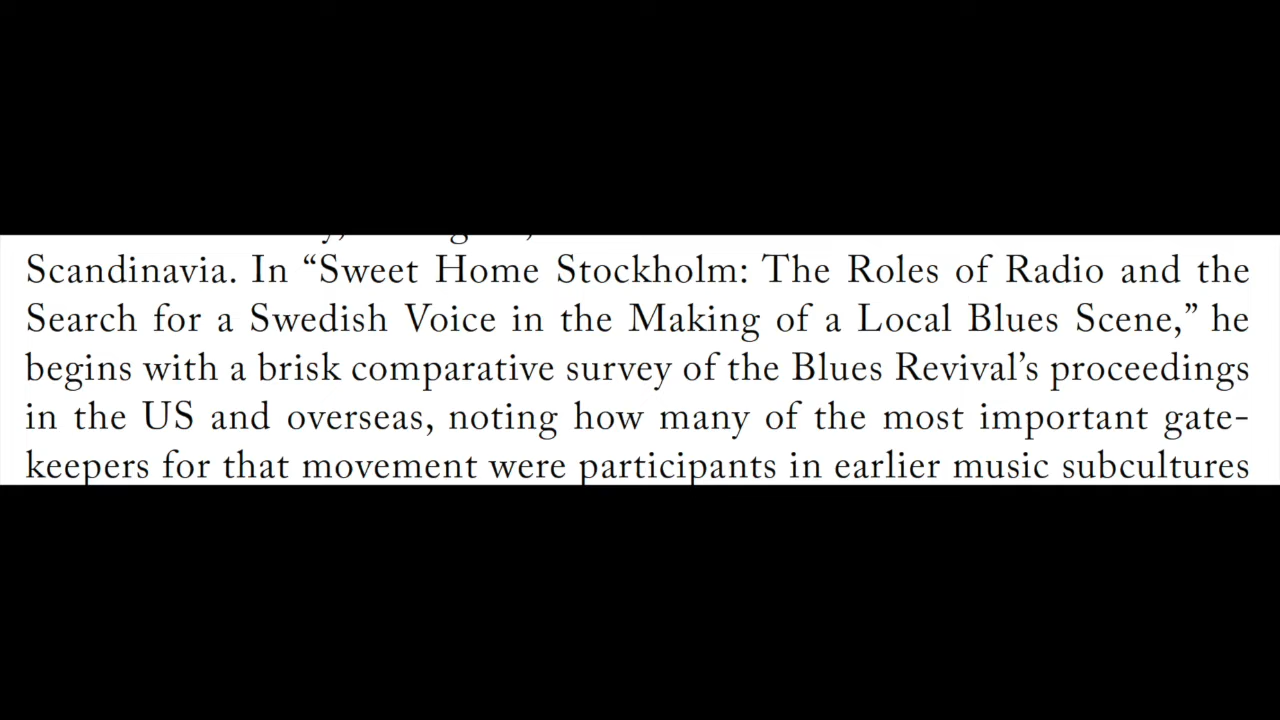 Scandinavia. In “Sweet Home Stockholm: The Roles of Radio and the
Search for a Swedish Voice in the Making of a Local Blues Scene,” he
begins with a brisk comparative survey of the Blues Revival’s proceedings
in the US and overseas, noting how many of the most important gate-
keepers for that movement were participants in earlier music subcultures